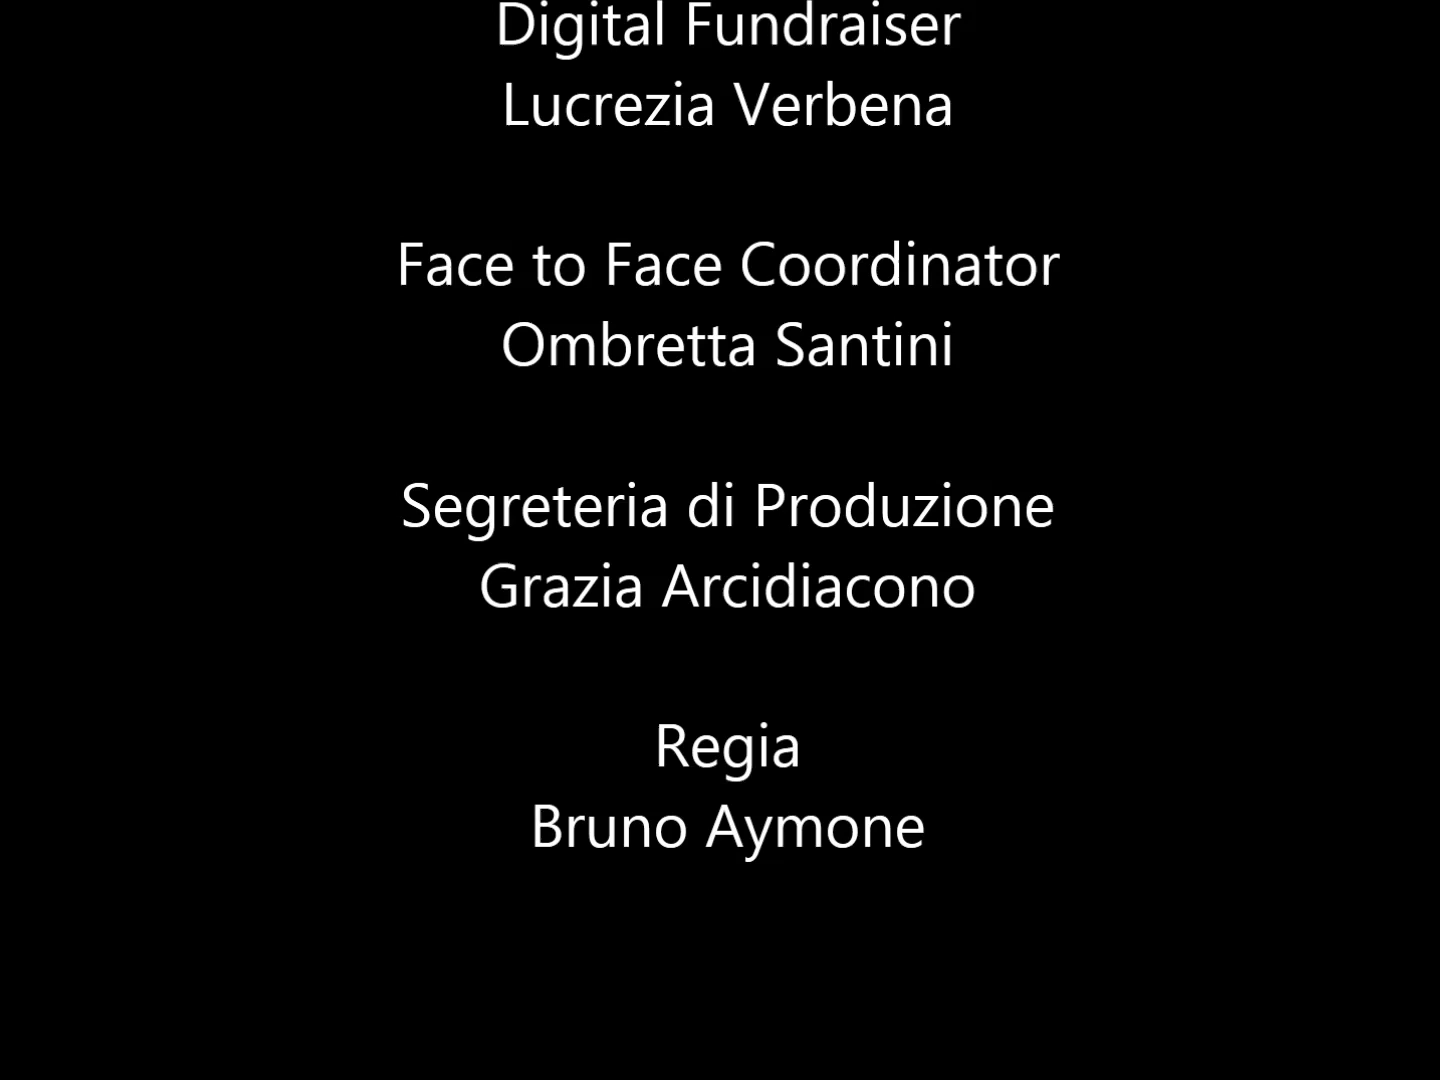 Digital Fundraiser
Lucrezia Verbena
Face to Face Coordinator
Ombretta Santini
Segreteria di Produzione
Grazia Arcidiacono
Regia
Bruno Aymone